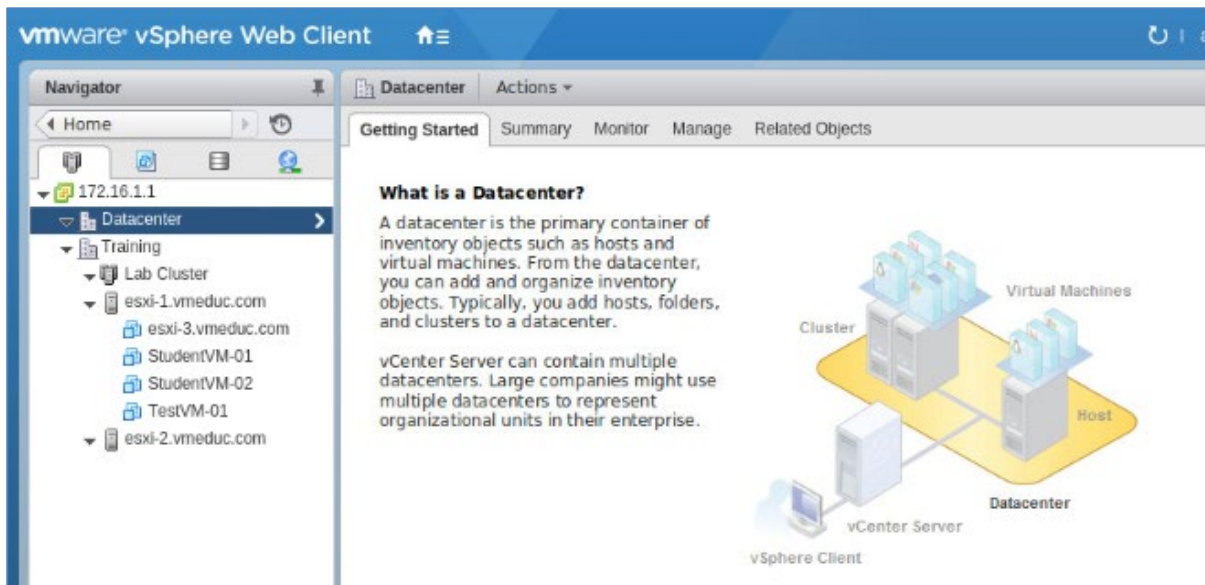 vmware® vSphere Web Client
Navigator
Home
172.16.1.1
Datacenter
Training
Lab Cluster
esxi-1.vmeduc.com
esxi-3.vmeduc.com
StudentVM-01
StudentVM-02
TestVM-01
esxi-2.vmeduc.com
Datacenter Actions
Getting Started Summary Monitor Manage Related Objects
What is a Datacenter?
A datacenter is the primary container of
inventory objects such as hosts and
virtual machines. From the datacenter,
you can add and organize inventory
objects. Typically, you add hosts, folders,
and clusters to a datacenter.
vCenter Server can contain multiple
datacenters. Large companies might use
multiple datacenters to represent
organizational units in their enterprise.
Virtual Machines
Cluster
Host
Datacenter
vCenter Server
vSphere Client